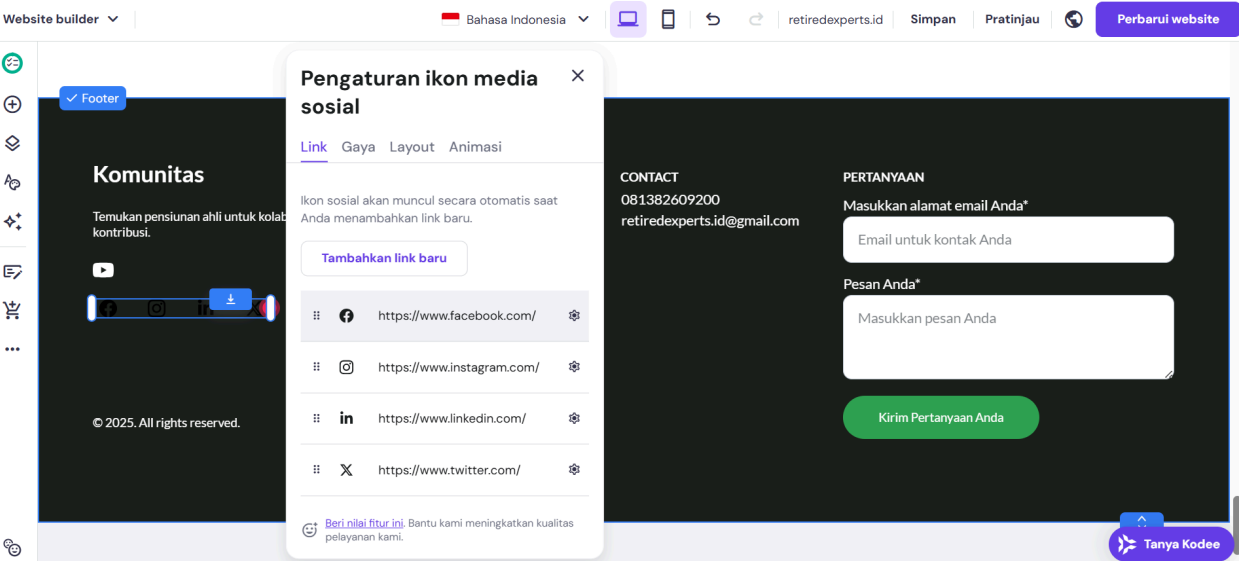 Website builder
Bahasa Indonesia
retiredexperts.id
Simpan
Pratinjau
Perbarui website
Footer
Komunitas
Temukan pensiunan ahli untuk kolab
kontribusi.
© 2025. All rights reserved.
Pengaturan ikon media
sosial
Link Gaya Layout Animasi
Ikon sosial akan muncul secara otomatis saat
Anda menambahkan link baru.
Tambahkan link baru
https://www.facebook.com/
https://www.instagram.com/
in https://www.linkedin.com/
X https://www.twitter.com/
Beri nilai fitur ini. Bantu kami meningkatkan kualitas
pelayanan kami.
CONTACT
081382609200
retiredexperts.id@gmail.com
PERTANYAAN
Masukkan alamat email Anda*
Email untuk kontak Anda
Pesan Anda*
Masukkan pesan Anda
Kirim Pertanyaan Anda
Tanya Kodee